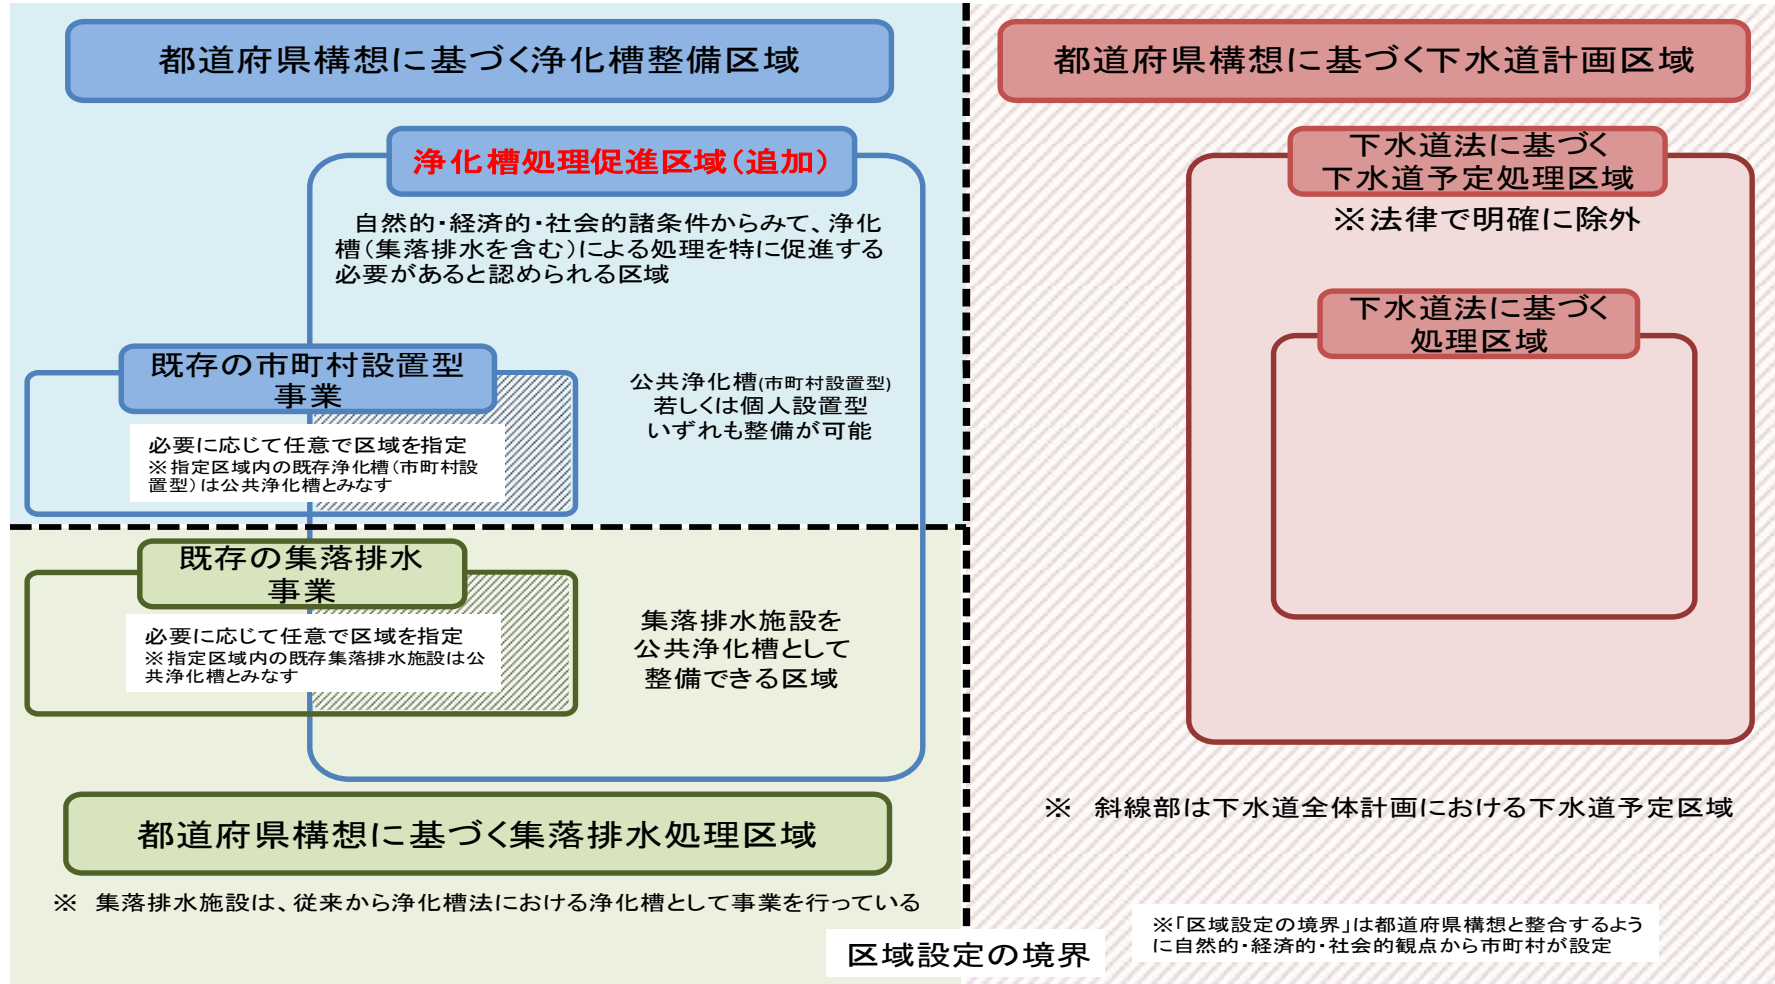 都道府県構想に基づく浄化槽整備区域
浄化槽処理促進区域(追加)
自然的・経済的・社会的諸条件からみて、浄化
槽(集落排水を含む)による処理を特に促進する
必要があると認められる区域
既存の市町村設置型
事業
必要に応じて任意で区域を指定
※指定区域内の既存浄化槽(市町村設
置型)は公共浄化槽とみなす
公共浄化槽(市町村設置型)
若しくは個人設置型
いずれも整備が可能
既存の集落排水
事業
必要に応じて任意で区域を指定
※指定区域内の既存集落排水施設は公
共浄化槽とみなす
集落排水施設を
公共浄化槽として
整備できる区域
都道府県構想に基づく集落排水処理区域
※ 集落排水施設は、従来から浄化槽法における浄化槽として事業を行っている
都道府県構想に基づく下水道計画区域
下水道法に基づく
下水道予定処理区域
※法律で明確に除外
下水道法に基づく
処理区域
※ 斜線部は下水道全体計画における下水道予定区域
※「区域設定の境界」は都道府県構想と整合するよう
に自然的・経済的・社会的観点から市町村が設定
区域設定の境界